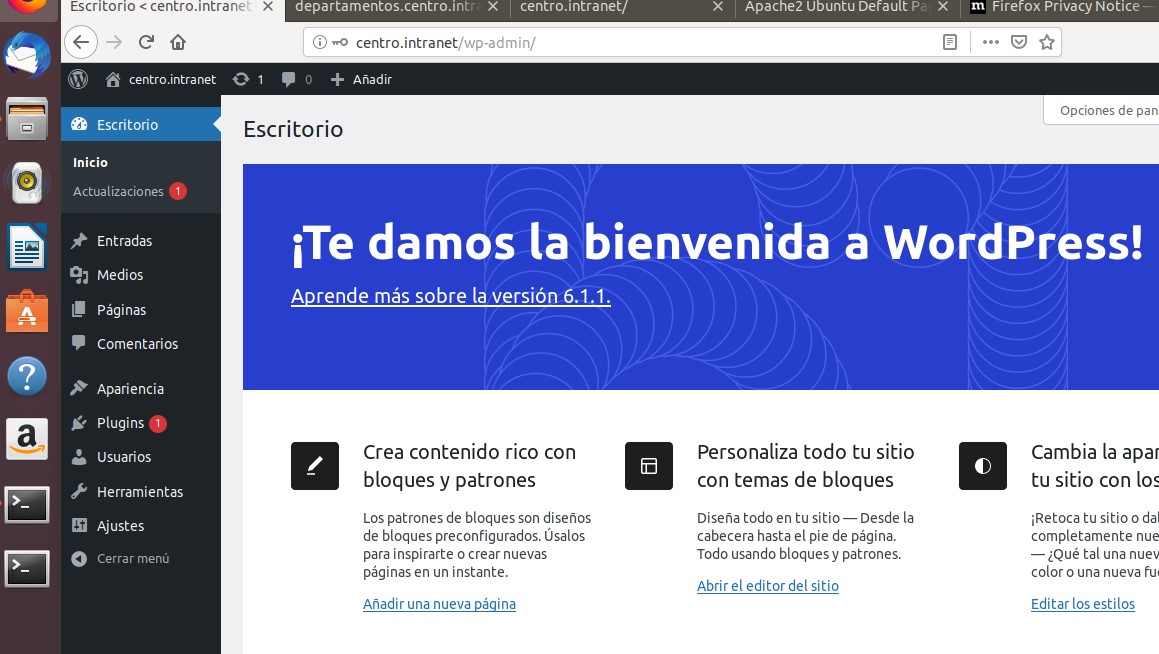 Escritorio < centro.intranet
departamentos.centro.intra
centro.intranet/
Apache2 Ubuntu Default Pa
Firefox Privacy Notice —
centro.intranet/wp-admin/
centro.intranet 1 0 Añadir
Escritorio
Inicio
Actualizaciones 1
Entradas
Medios
Páginas
Comentarios
Apariencia
Plugins 1
Usuarios
Herramientas
Ajustes
Cerrar menú
Opciones de pan
Escritorio
¡Te damos la bienvenida a WordPress!
Aprende más sobre la versión 6.1.1.
Crea contenido rico con
bloques y patrones
Los patrones de bloques son diseños
de bloques preconfigurados. Úsalos
para inspirarte o crear nuevas
páginas en un instante.
Añadir una nueva página
Personaliza todo tu sitio
con temas de bloques
Diseña todo en tu sitio — Desde la
cabecera hasta el pie de página.
Todo usando bloques y patrones.
Abrir el editor del sitio
Cambia la apar
tu sitio con los
¡Retoca tu sitio o dal
completamente nue
— ¿Qué tal una nuev
color o una nueva fu
Editar los estilos